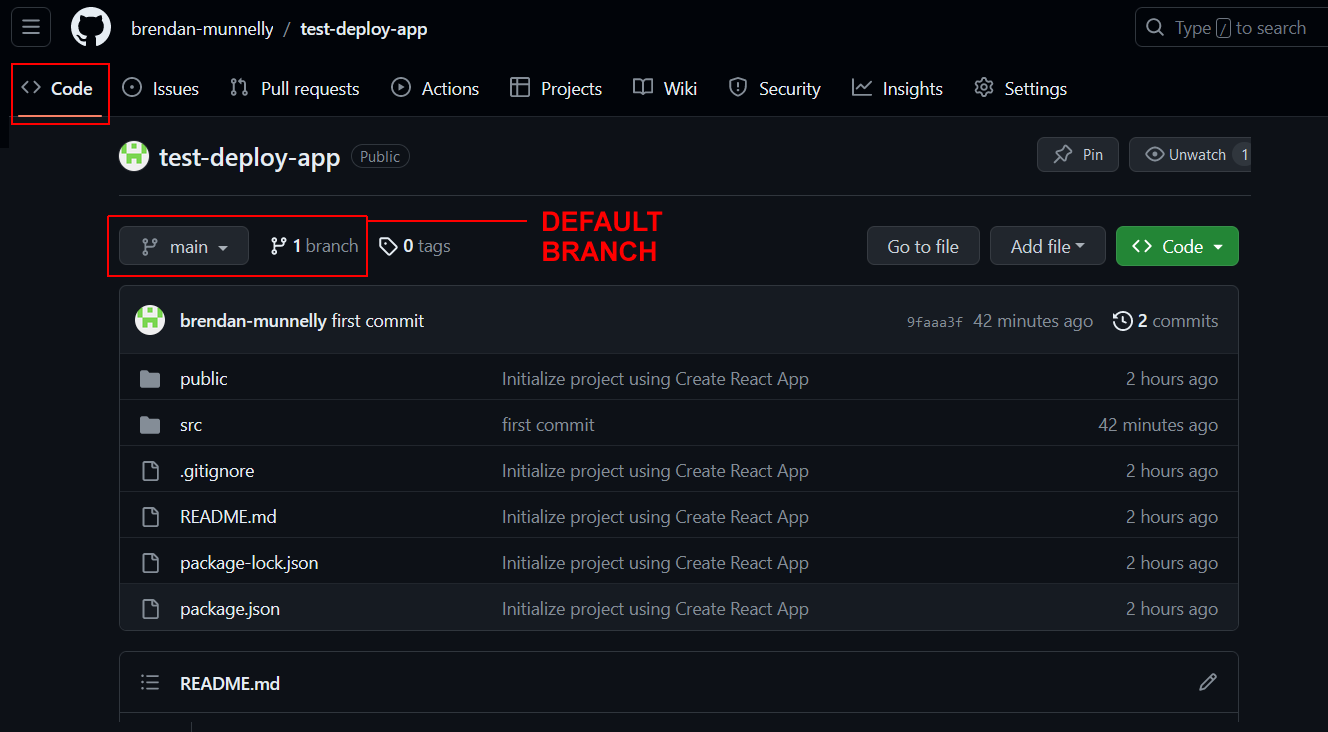 brendan-munnelly / test-deploy-app
Type / to search
Code Issues Pull requests Actions Projects Wiki Security Insights Settings
test-deploy-app Public
Pin Unwatch 1
main 1 branch 0 tags
DEFAULT
BRANCH
Go to file Add file Code
brendan-munnelly first commit 9faaa3f 42 minutes ago 2 commits
public Initialize project using Create React App 2 hours ago
src first commit 42 minutes ago
.gitignore Initialize project using Create React App 2 hours ago
README.md Initialize project using Create React App 2 hours ago
package-lock.json Initialize project using Create React App 2 hours ago
package.json Initialize project using Create React App 2 hours ago
README.md